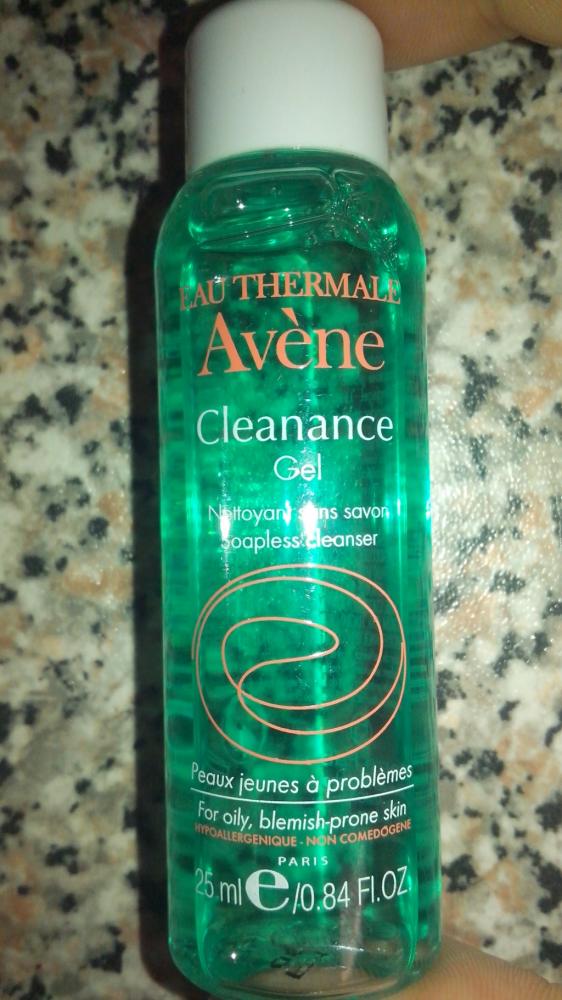 EAU THERMALE
Avène
Cleanance
Gel
Nettoyant sans savon
Soapless cleanser
Peaux jeunes à problèmes
For oily, blemish-prone skin
HYPOALLERGENIQUE - NON COMEDOGENE
PARIS
25 ml e/0.84 Fl.OZ.